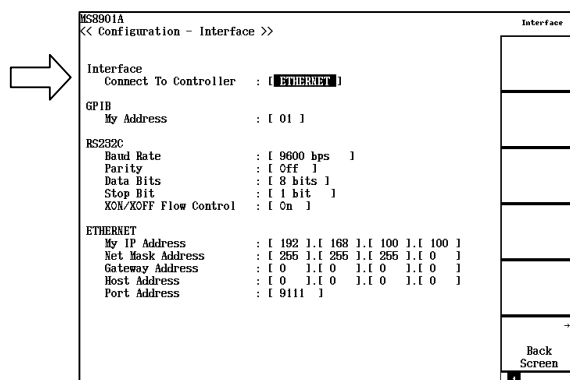 MS8901A
<< Configuration - Interface >>
Interface
Interface
Connect To Controller : [ ETHERNET ]
GPIB
My Address : [ 01 ]
RS232C
Baud Rate : [ 9600 bps ]
Parity : [ Off ]
Data Bits : [ 8 bits ]
Stop Bit : [ 1 bit ]
XON/XOFF Flow Control : [ On ]
ETHERNET
My IP Address : [ 192 ].[ 168 ].[ 100 ].[ 100 ]
Net Mask Address : [ 255 ].[ 255 ].[ 255 ].[ 0 ]
Gateway Address : [ 0 ].[ 0 ].[ 0 ].[ 0 ]
Host Address : [ 0 ].[ 0 ].[ 0 ].[ 0 ]
Port Address : [ 9111 ]
→
Back
Screen